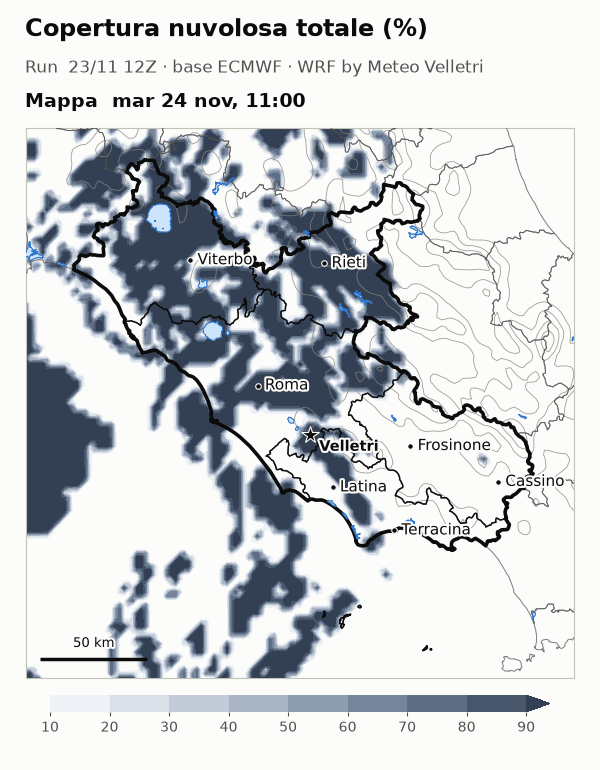 Copertura nuvolosa totale (%)
Run  23/11 12Z · base ECMWF · WRF by Meteo Velletri
Mappa  mar 24 nov, 11:00
Viterbo
Rieti
Roma
Velletri
Frosinone
Cassino
Latina
Terracina
50 km
10 20 30 40 50 60 70 80 90